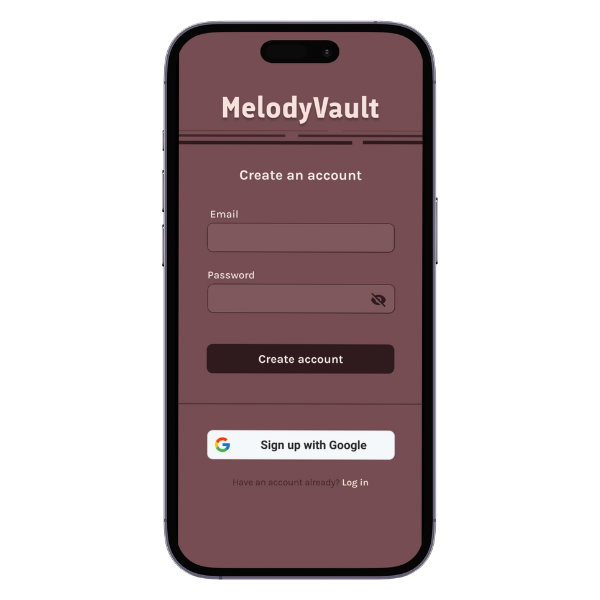 MelodyVault
Create an account
Email
Password
Create account
Sign up with Google
Have an account already? Log in